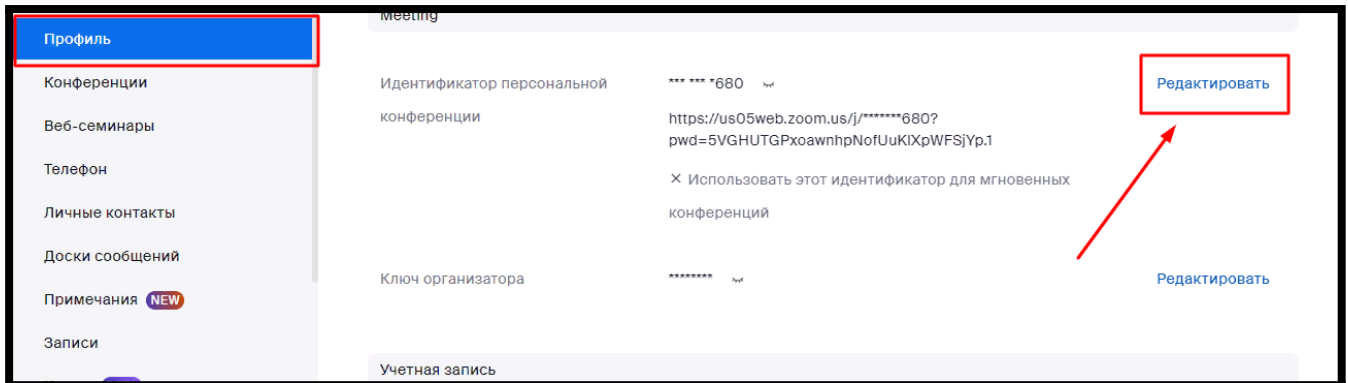 Meeting
Профиль
Идентификатор персональной *** *** *680 Редактировать
Конференции
конференции https://us05web.zoom.us/j/*******680?
Веб-семинары
pwd=5VGHUTGPxoawnhpNofUuKlXpWFSjYp.1
Телефон
× Использовать этот идентификатор для мгновенных
Личные контакты
конференций
Доски сообщений
Ключ организатора ******** Редактировать
Примечания NEW
Записи
Учетная запись